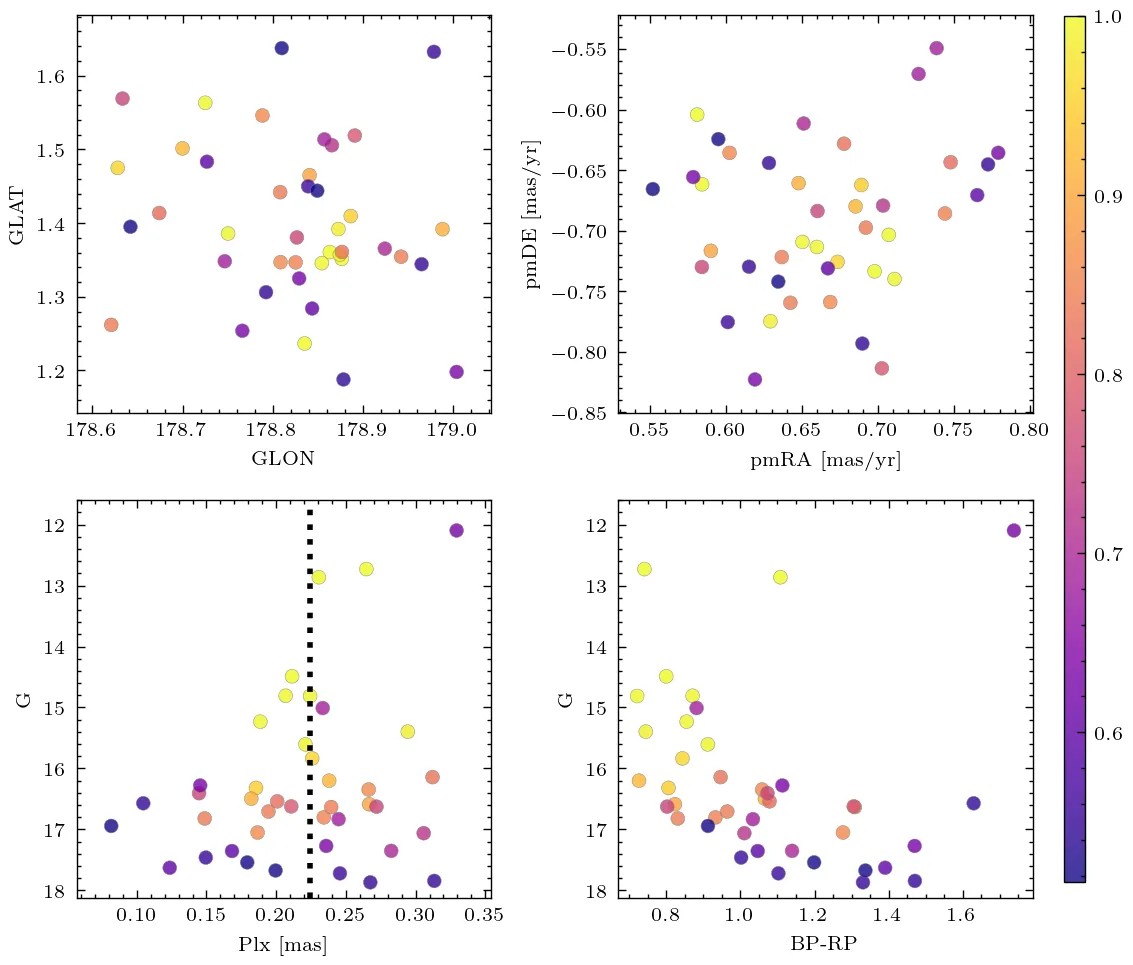 1.6
1.5
1.4
1.3
1.2
GLAT
178.6 178.7 178.8 178.9 179.0
GLON
−0.55
−0.60
−0.65
−0.70
−0.75
−0.80
−0.85
pmDE [mas/yr]
0.55 0.60 0.65 0.70 0.75 0.80
pmRA [mas/yr]
12
13
14
15
16
17
18
G
0.10 0.15 0.20 0.25 0.30 0.35
Plx [mas]
12
13
14
15
16
17
18
G
0.8 1.0 1.2 1.4 1.6
BP-RP
1.0
0.9
0.8
0.7
0.6